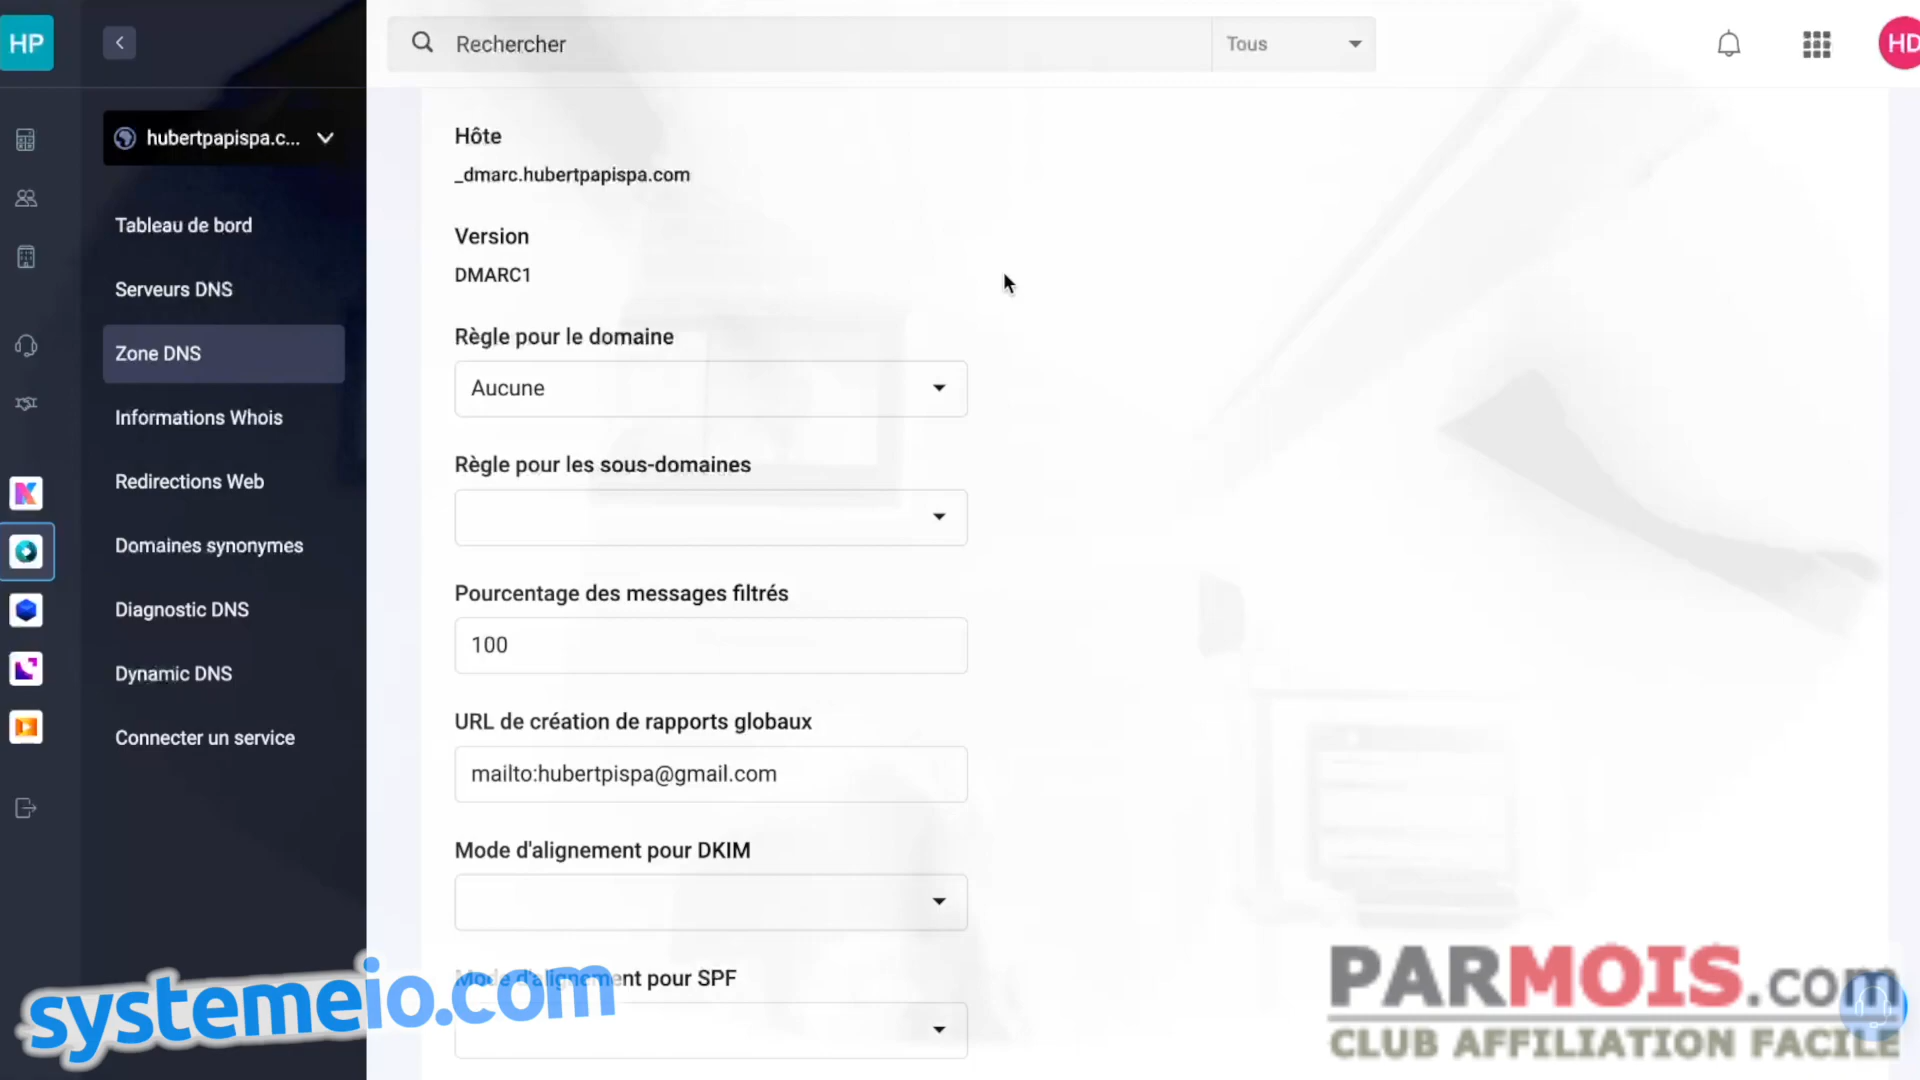 HP
Rechercher
Tous
HD
hubertpapispa.c...
Tableau de bord
Serveurs DNS
Zone DNS
Informations Whois
Redirections Web
Domaines synonymes
Diagnostic DNS
Dynamic DNS
Connecter un service
Hôte
_dmarc.hubertpapispa.com
Version
DMARC1
Règle pour le domaine
Aucune
Règle pour les sous-domaines
Pourcentage des messages filtrés
100
URL de création de rapports globaux
mailto:hubertpispa@gmail.com
Mode d'alignement pour DKIM
Mode d'alignement pour SPF
systemeio.com
PARMOIS.com
CLUB AFFILIATION FACILE